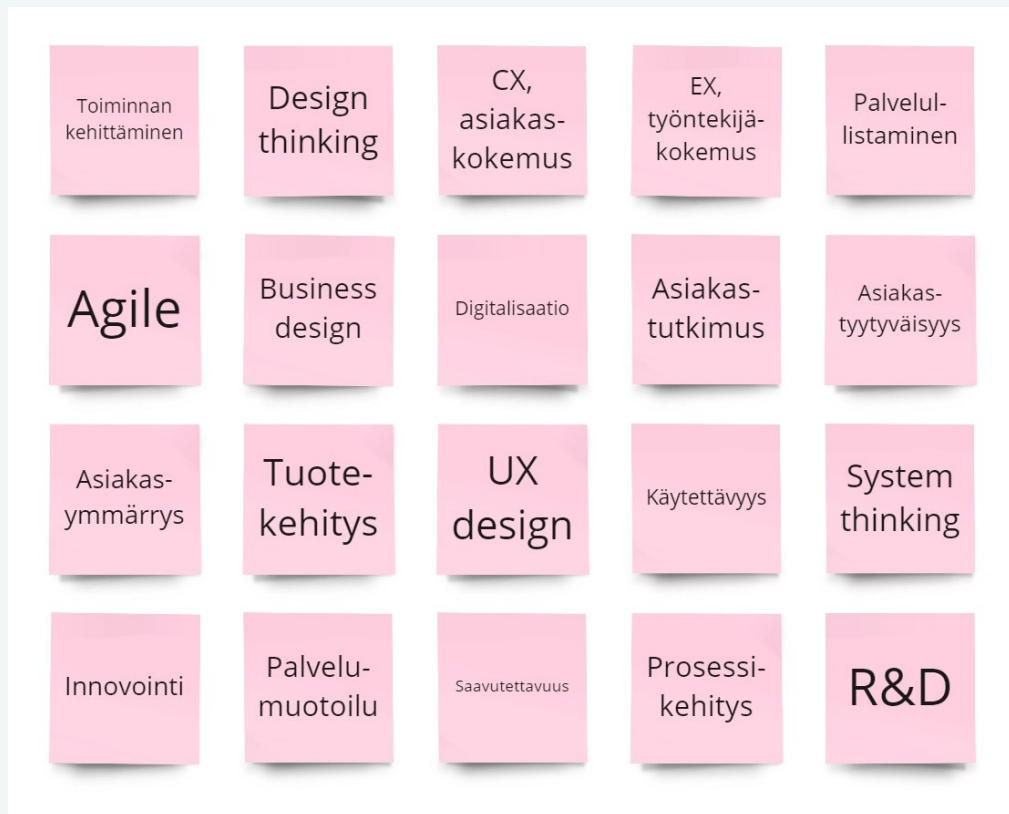 Toiminnan
kehittäminen
Design
thinking
CX,
asiakas-
kokemus
EX,
työntekijä-
kokemus
Palvelul-
listaminen
Agile
Business
design
Digitalisaatio
Asiakas-
tutkimus
Asiakas-
tyytyväisyys
Asiakas-
ymmärrys
Tuote-
kehitys
UX
design
Käytettävyys
System
thinking
Innovointi
Palvelu-
muotoilu
Saavutettavuus
Prosessi-
kehitys
R&D